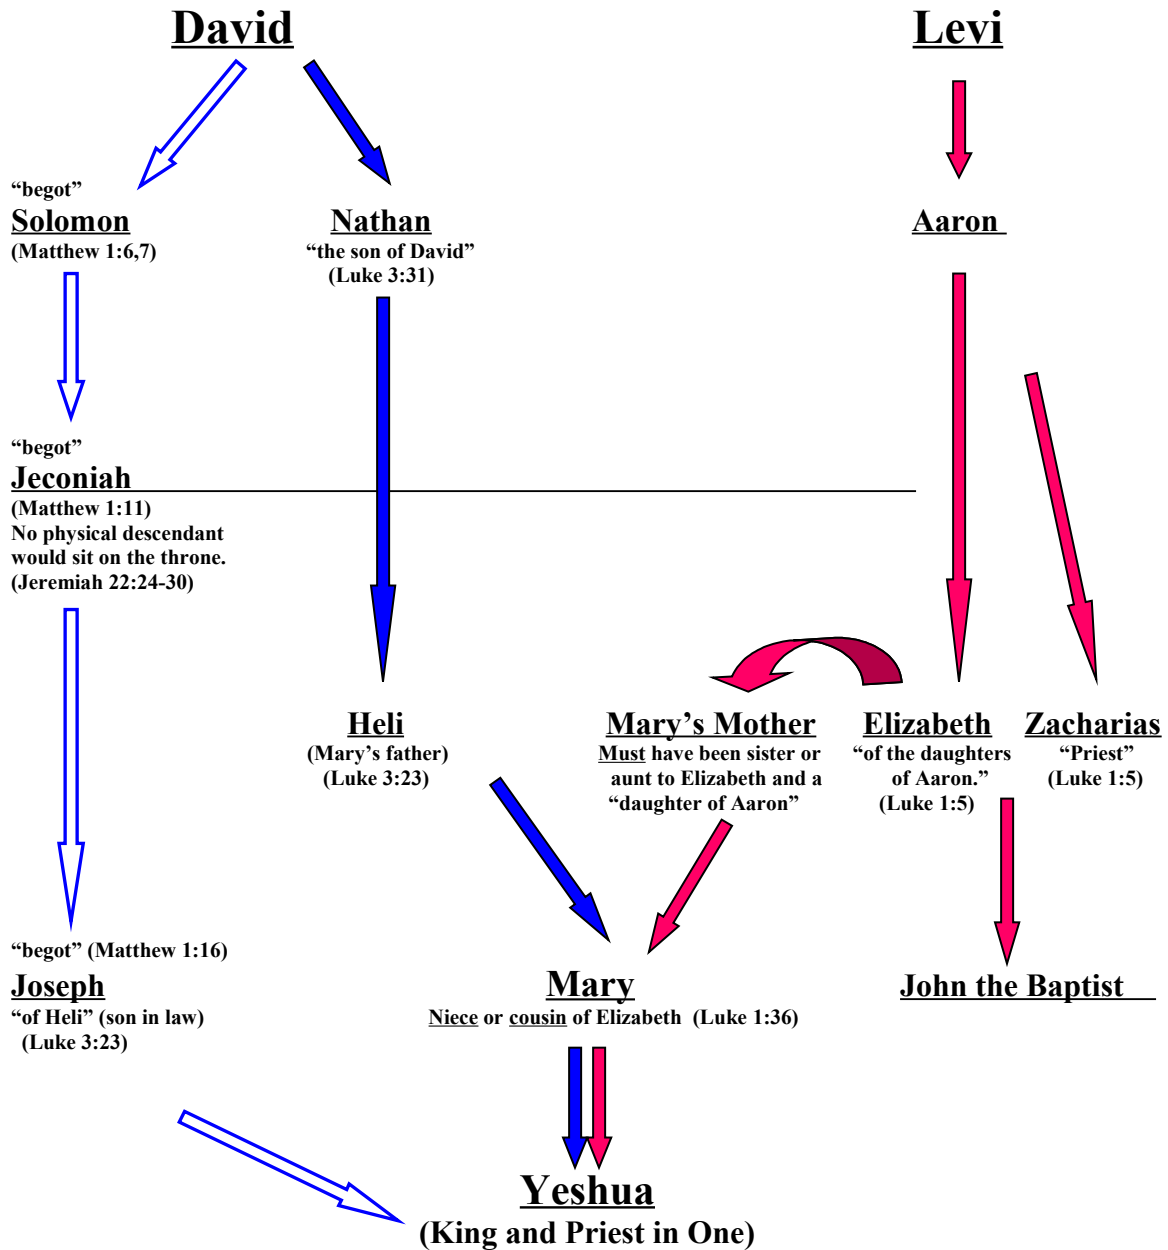 David
Levi
“begot”
Solomon
(Matthew 1:6,7)
Nathan
“the son of David”
(Luke 3:31)
Aaron
“begot”
Jeconiah
(Matthew 1:11)
No physical descendant
would sit on the throne.
(Jeremiah 22:24-30)
Heli
(Mary’s father)
(Luke 3:23)
Mary’s Mother
Must have been sister or
aunt to Elizabeth and a
“daughter of Aaron”
Elizabeth
“of the daughters
of Aaron.”
(Luke 1:5)
Zacharias
“Priest”
(Luke 1:5)
“begot” (Matthew 1:16)
Joseph
“of Heli” (son in law)
(Luke 3:23)
Mary
Niece or cousin of Elizabeth (Luke 1:36)
John the Baptist
Yeshua
(King and Priest in One)